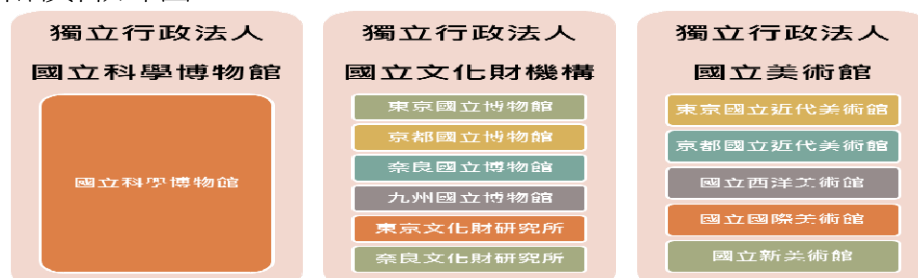 獨立行政法人
國立科學博物館
國立科學博物館
獨立行政法人
國立文化財機構
東京國立博物館
京都國立博物館
奈良國立博物館
九州國立博物館
東京文化財研究所
奈良文化財研究所
獨立行政法人
國立美術館
東京國立近代美術館
京都國立近代美術館
國立西洋美術館
國立國際美術館
國立新美術館